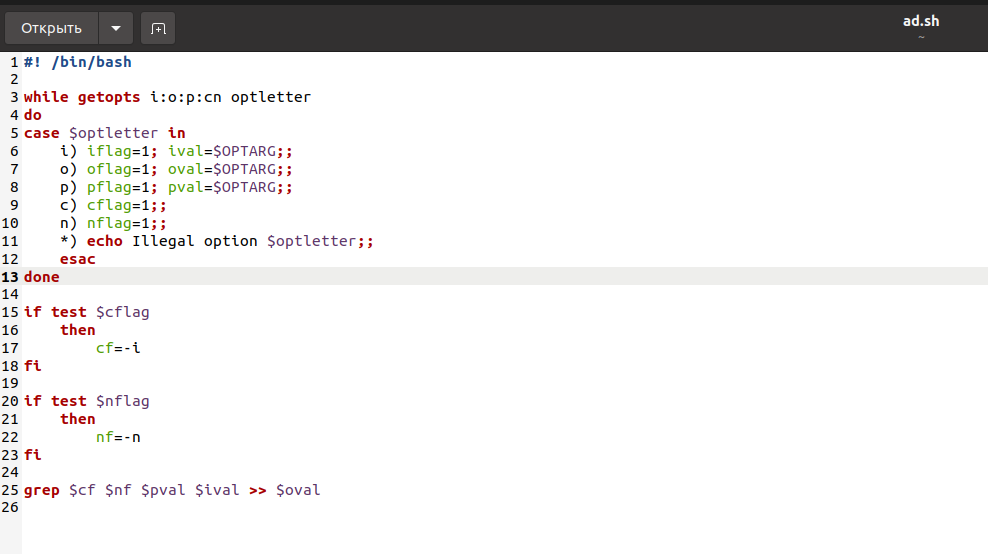 Открыть
ad.sh
~
1 #! /bin/bash
2
3 while getopts i:o:p:cn optletter
4 do
5 case $optletter in
6     i) iflag=1; ival=$OPTARG;;
7     o) oflag=1; oval=$OPTARG;;
8     p) pflag=1; pval=$OPTARG;;
9     c) cflag=1;;
10     n) nflag=1;;
11     *) echo Illegal option $optletter;;
12     esac
13 done
14
15 if test $cflag
16     then
17         cf=-i
18 fi
19
20 if test $nflag
21     then
22         nf=-n
23 fi
24
25 grep $cf $nf $pval $ival >> $oval
26